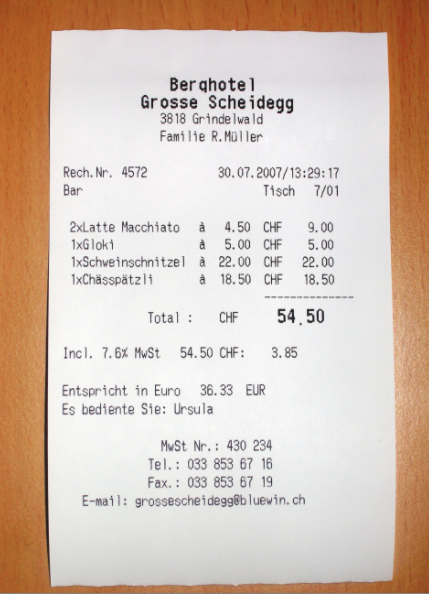 Berghotel
Grosse Scheidegg
3818 Grindelwald
Familie R.Müller
Rech.Nr. 4572 30.07.2007/13:29:17
Bar Tisch 7/01
2xLatte Macchiato à 4.50 CHF 9.00
1xGloki à 5.00 CHF 5.00
1xSchweinschnitzel à 22.00 CHF 22.00
1xChässpätzli à 18.50 CHF 18.50
Total : CHF 54.50
Incl. 7.6% MwSt 54.50 CHF: 3.85
Entspricht in Euro 36.33 EUR
Es bediente Sie: Ursula
MwSt Nr.: 430 234
Tel.: 033 853 67 16
Fax.: 033 853 67 19
E-mail: grossescheidegg@bluewin.ch